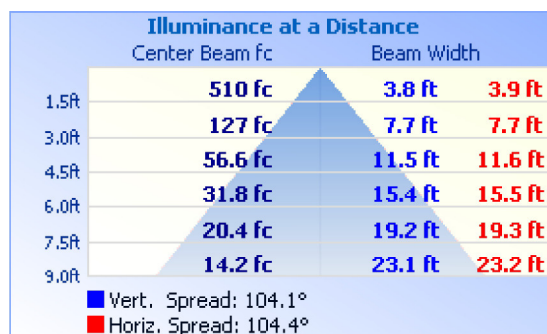 Illuminance at a Distance
Center Beam fc Beam Width
510 fc 3.8 ft 3.9 ft
1.5ft
127 fc 7.7 ft 7.7 ft
3.0ft
56.6 fc 11.5 ft 11.6 ft
4.5ft
31.8 fc 15.4 ft 15.5 ft
6.0ft
20.4 fc 19.2 ft 19.3 ft
7.5ft
14.2 fc 23.1 ft 23.2 ft
9.0ft
Vert. Spread: 104.1°
Horiz. Spread: 104.4°